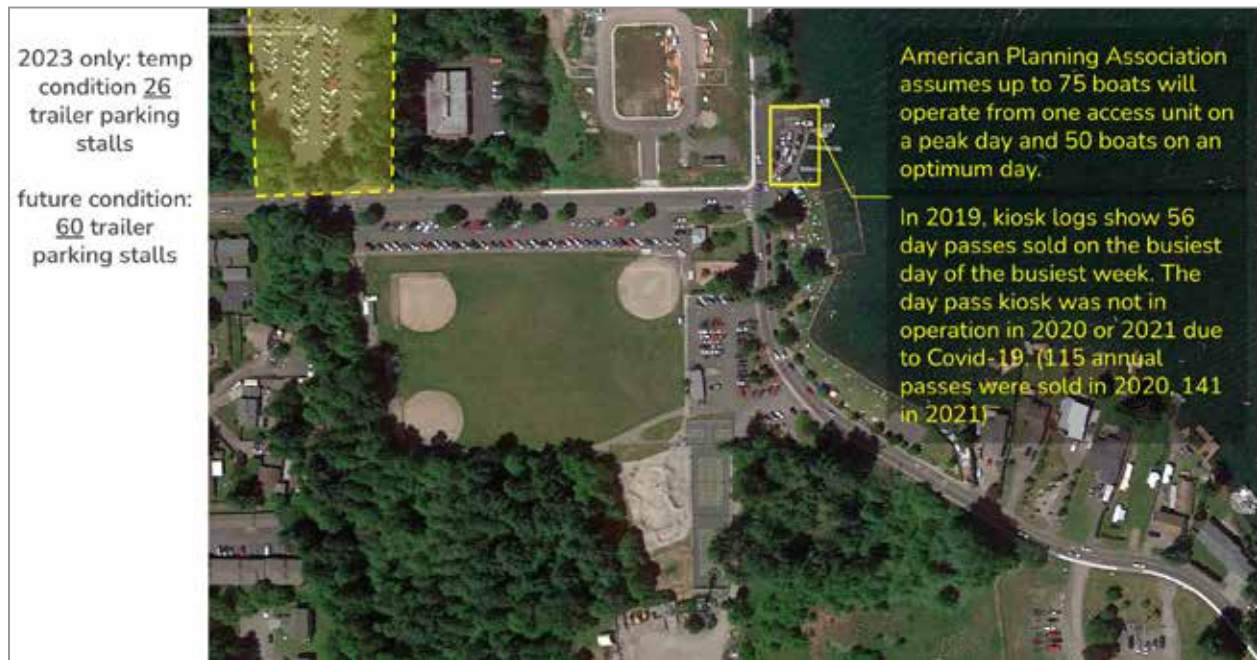 2023 only: temp
condition 26
trailer parking
stalls
future condition:
60 trailer
parking stalls
American Planning Association
assumes up to 75 boats will
operate from one access unit on
a peak day and 50 boats on an
optimum day.
In 2019, kiosk logs show 56
day passes sold on the busiest
day of the busiest week. The
day pass kiosk was not in
operation in 2020 or 2021 due
to Covid-19. (115 annual
passes were sold in 2020, 141
in 2021)